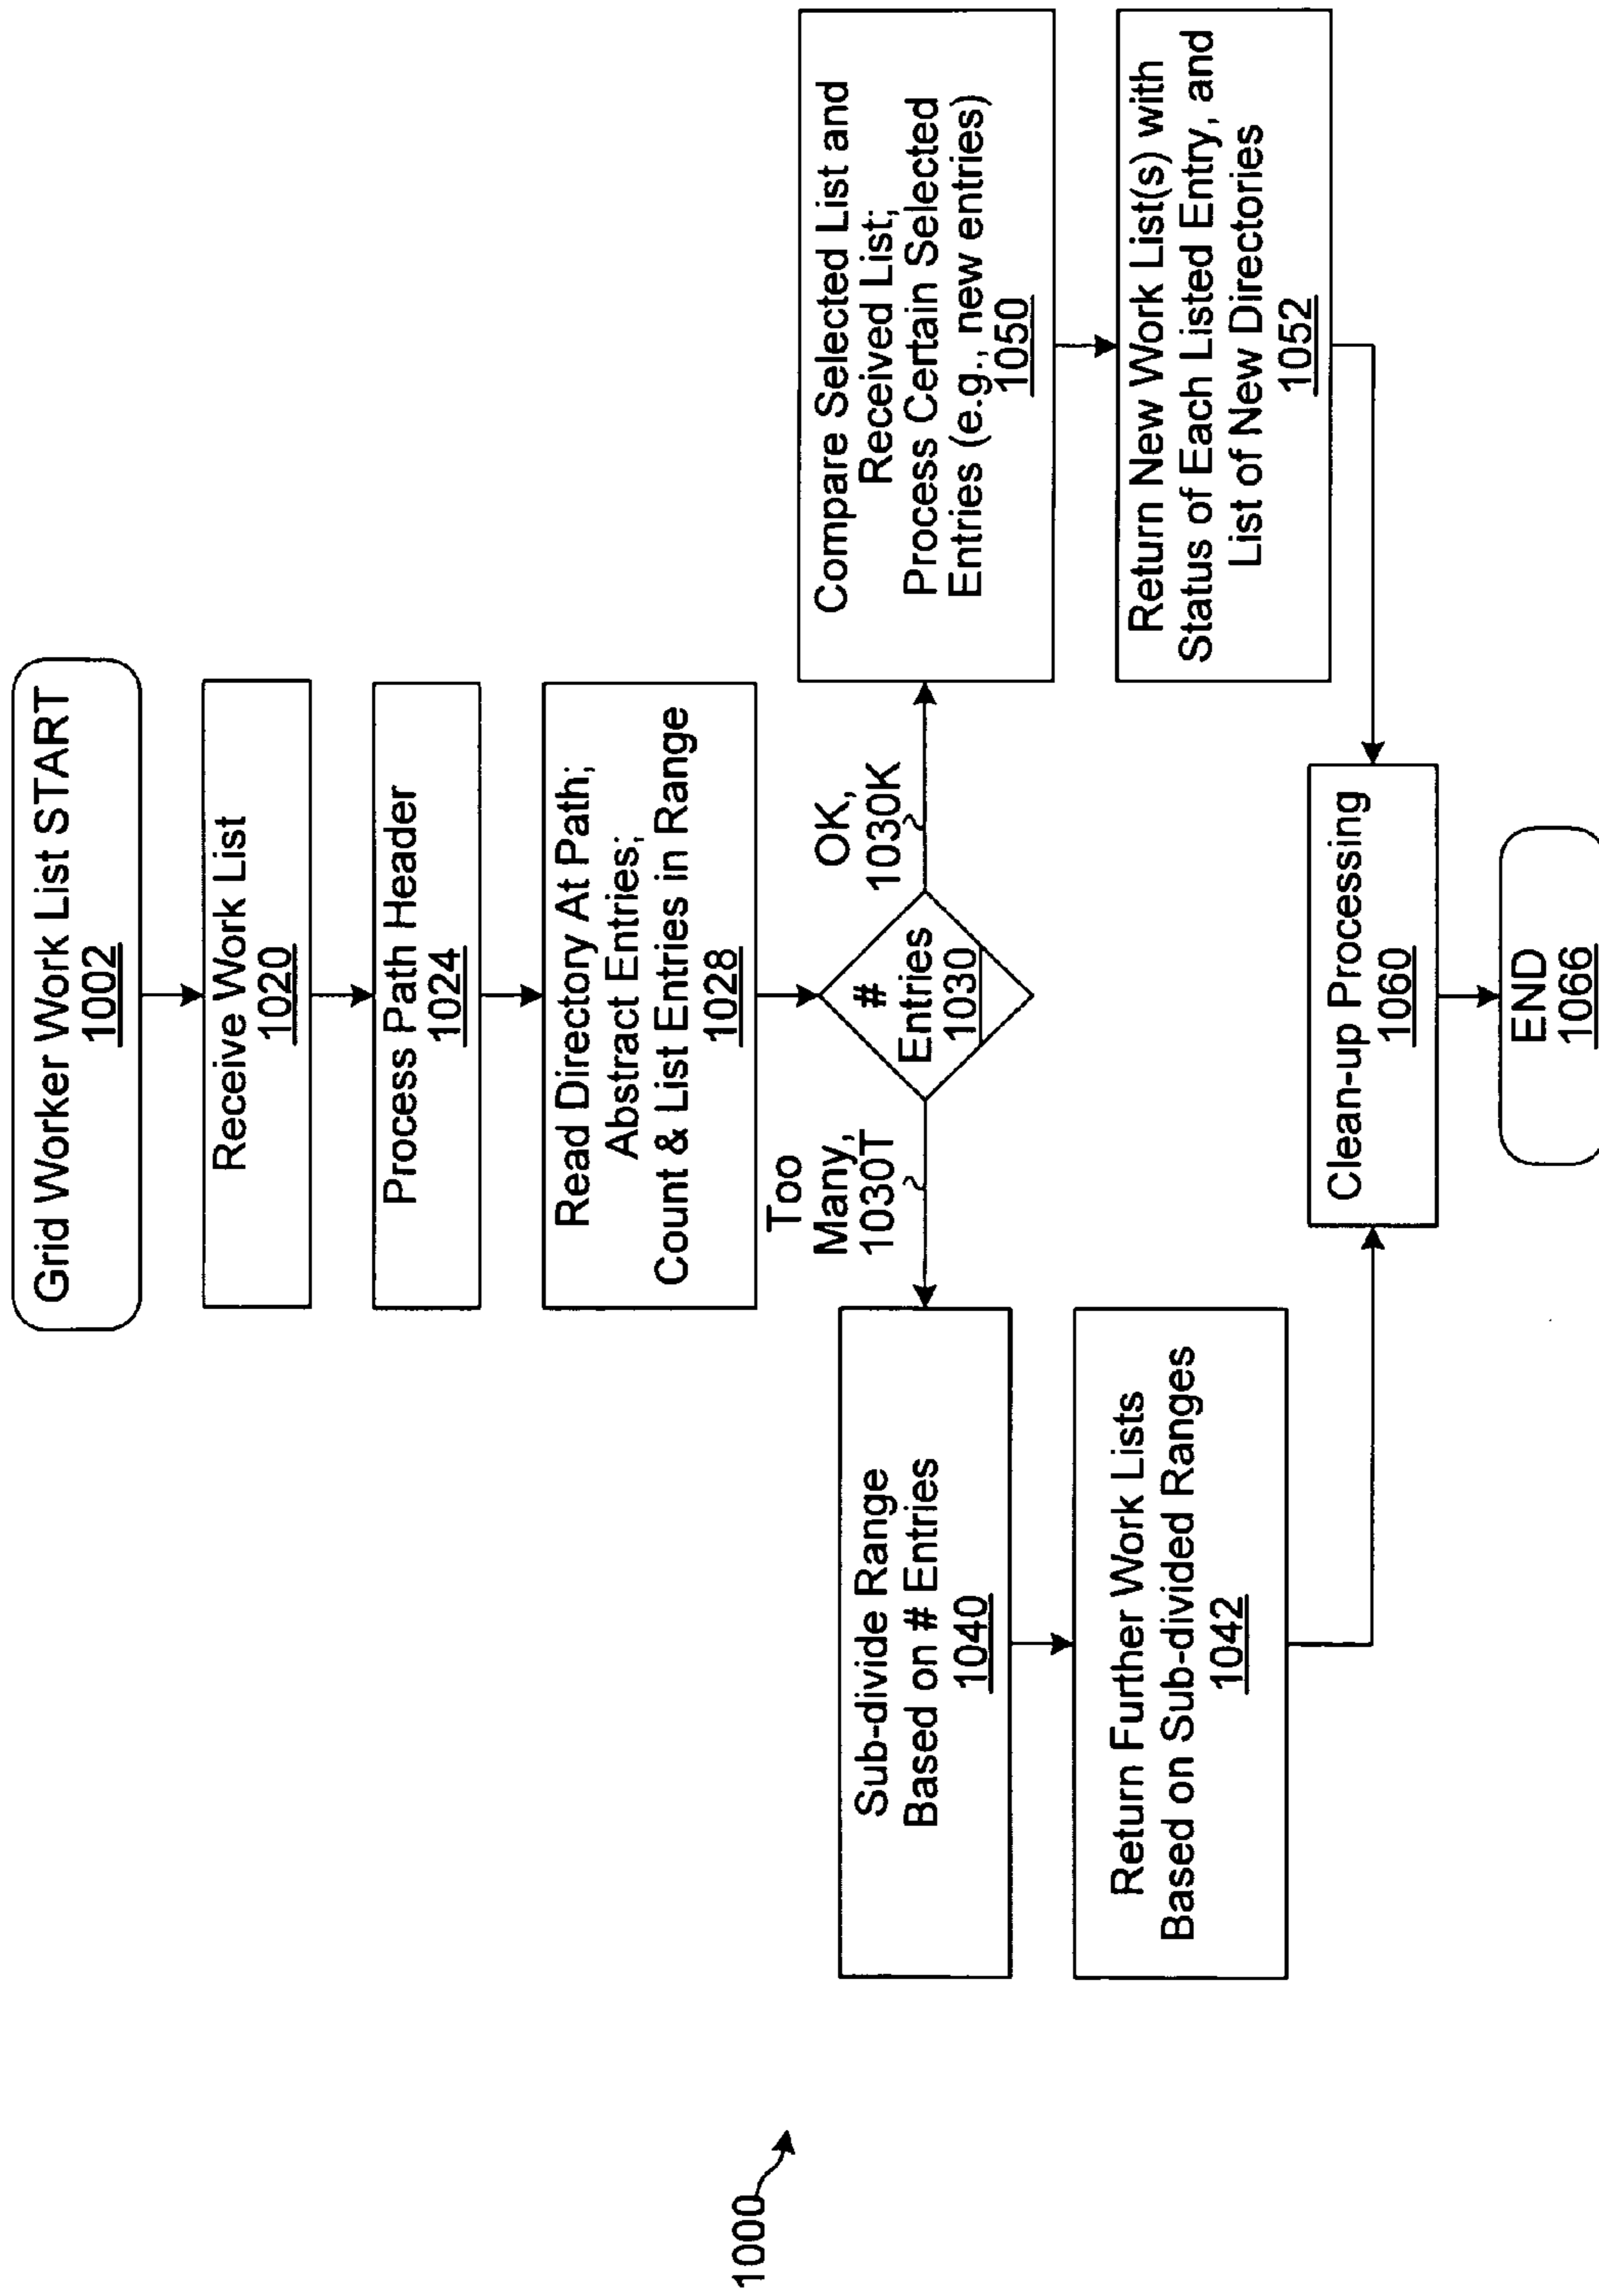 1000
Grid Worker Work List START
1002
Receive Work List
1020
Process Path Header
1024
Read Directory At Path;
Abstract Entries;
Count & List Entries in Range
1028
#
Entries
1030
Too
Many,
1030T
OK,
1030K
Sub-divide Range
Based on # Entries
1040
Return Further Work Lists
Based on Sub-divided Ranges
1042
Compare Selected List and
Received List;
Process Certain Selected
Entries (e.g., new entries)
1050
Return New Work List(s) with
Status of Each Listed Entry, and
List of New Directories
1052
Clean-up Processing
1060
END
1066